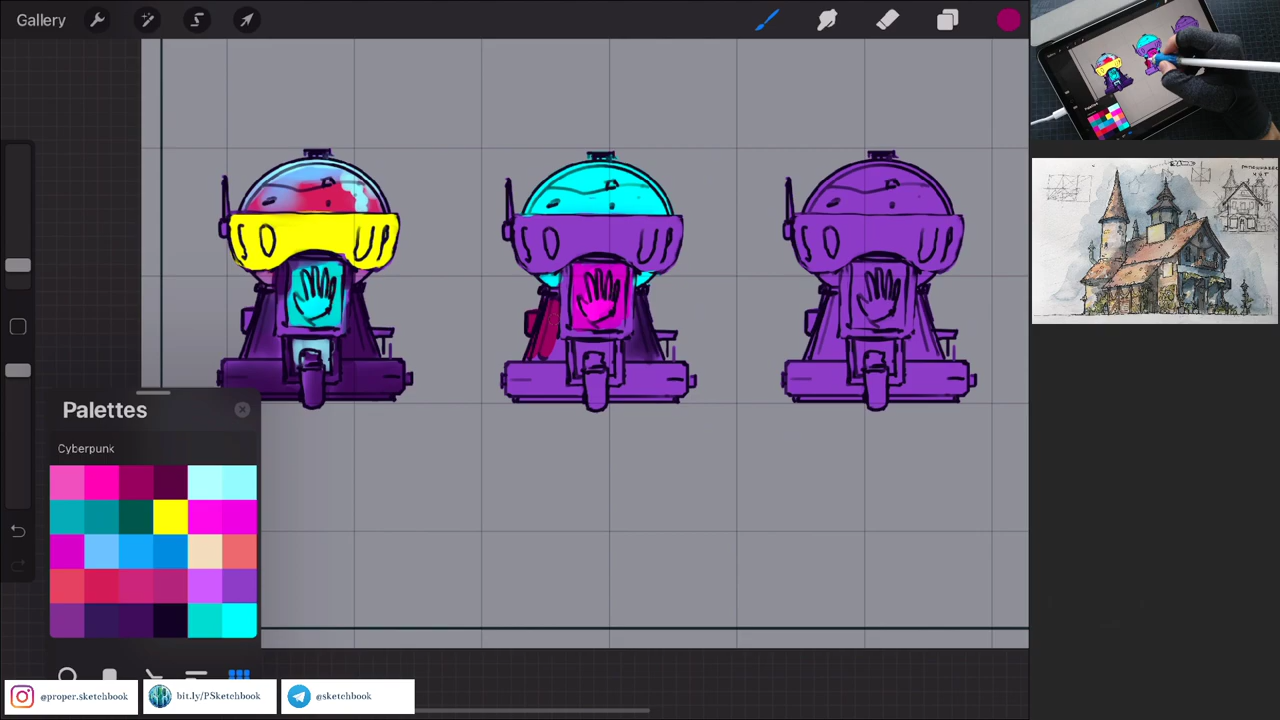 Gallery
Palettes
Cyberpunk
@proper.sketchbook
bit.ly/PSketchbook
@sketchbook